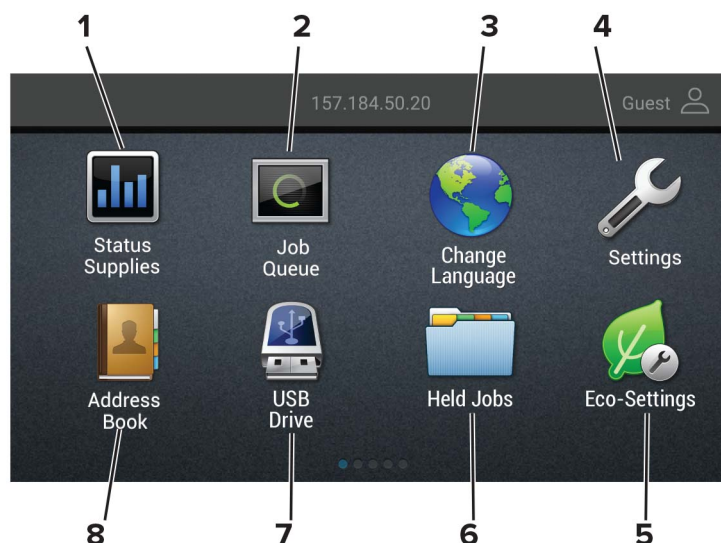 1 2 3 4
157.184.50.20 Guest
Status
Supplies
Job
Queue
Change
Language
Settings
Address
Book
USB
Drive
Held Jobs
Eco-Settings
8 7 6 5